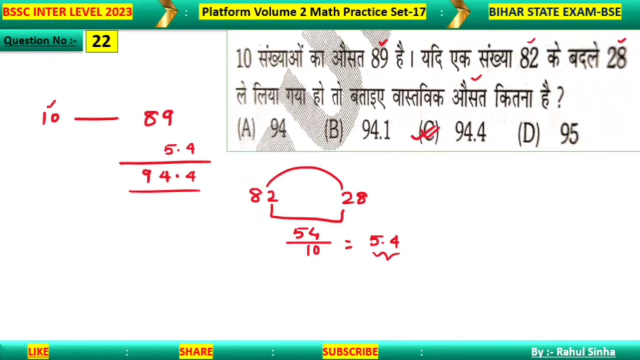 BSSC INTER LEVEL 2023
Platform Volume 2 Math Practice Set-17
BIHAR STATE EXAM-BSE
Question No :-
22
10 संख्याओं का औसत 89 है। यदि एक संख्या 82 के बदले 28
ले लिया गया हो तो बताइए वास्तविक औसत कितना है ?
(A) 94 (B) 94.1 (C) 94.4 (D) 95
10 — 89
5.4
94.4
82 28
54
10
= 5.4
LIKE : SHARE : SUBSCRIBE : By :- Rahul Sinha